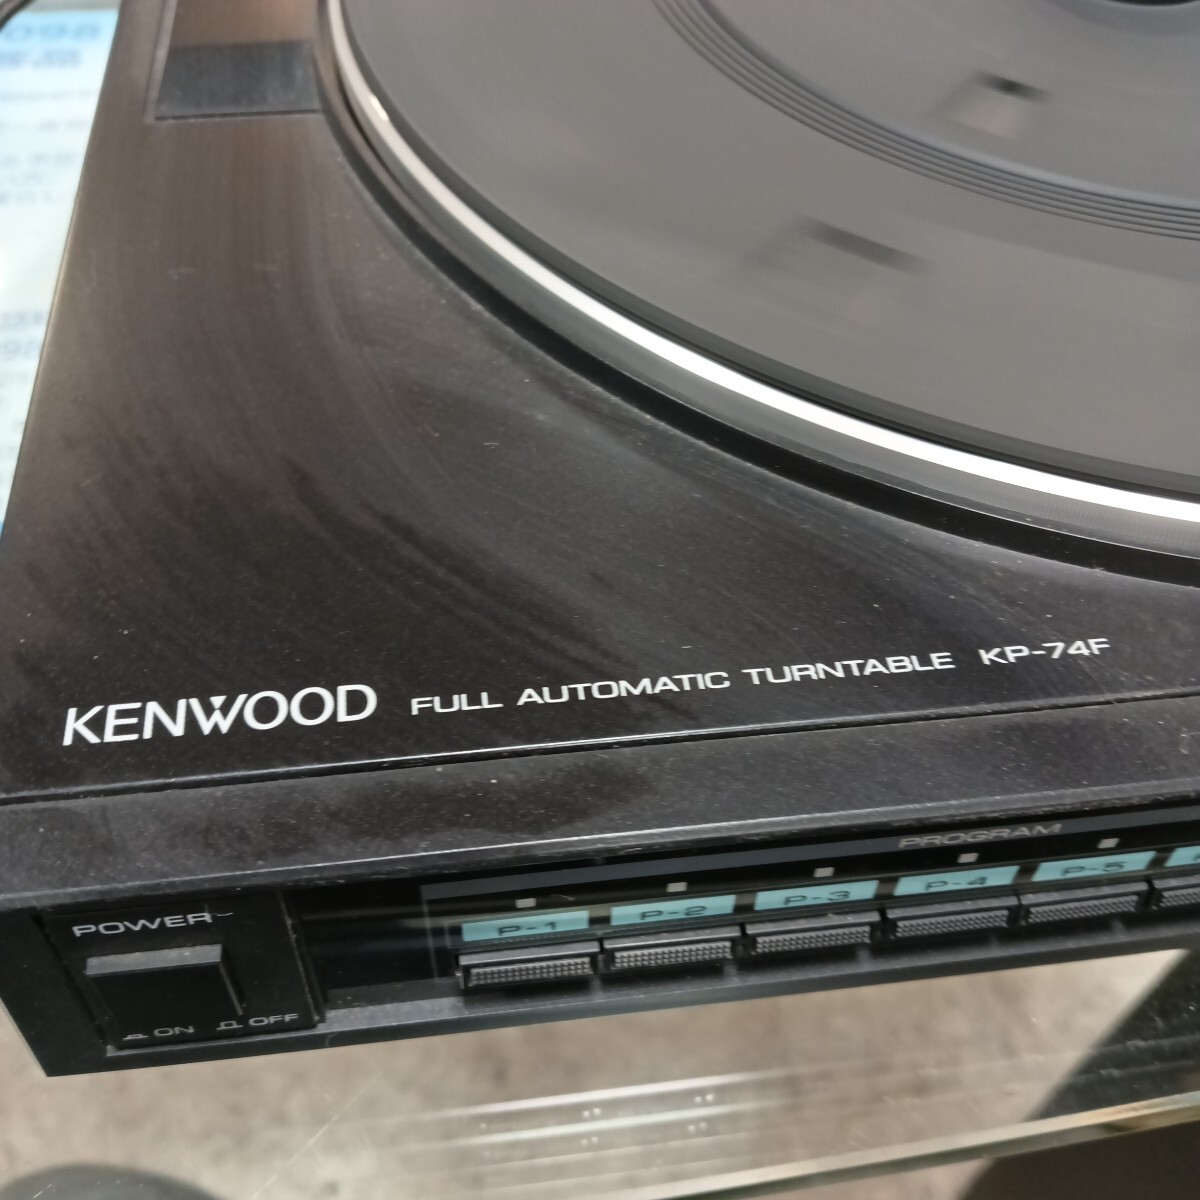 KENWOOD FULL AUTOMATIC TURNTABLE KP-74F
PROGRAM
POWER
P-1 P-2 P-3 P-4 P-5
ON OFF